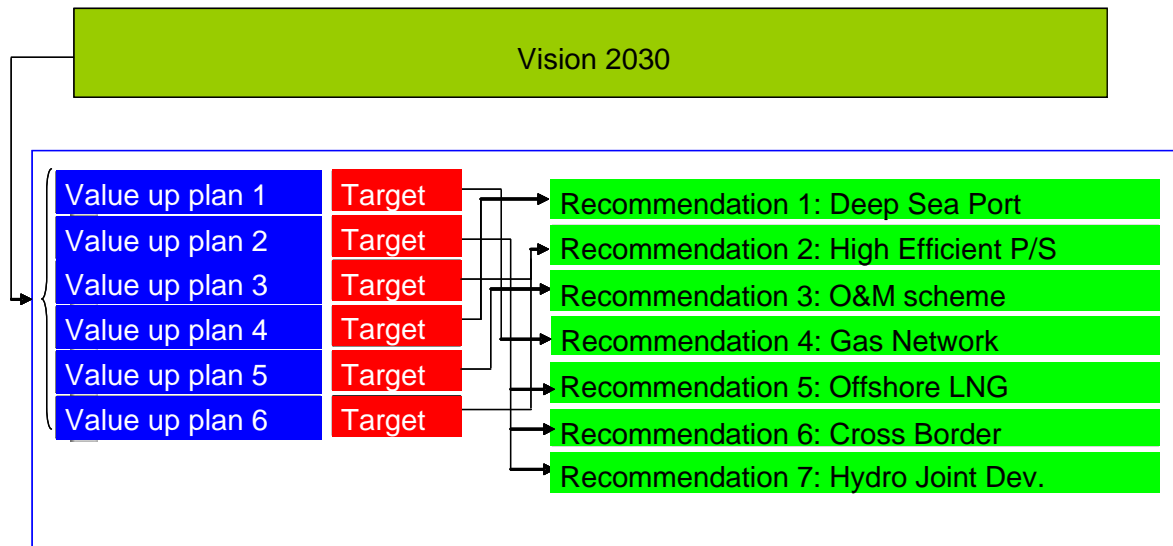 Vision 2030
Value up plan 1 Target
Value up plan 2 Target
Value up plan 3 Target
Value up plan 4 Target
Value up plan 5 Target
Value up plan 6 Target
Recommendation 1: Deep Sea Port
Recommendation 2: High Efficient P/S
Recommendation 3: O&M scheme
Recommendation 4: Gas Network
Recommendation 5: Offshore LNG
Recommendation 6: Cross Border
Recommendation 7: Hydro Joint Dev.